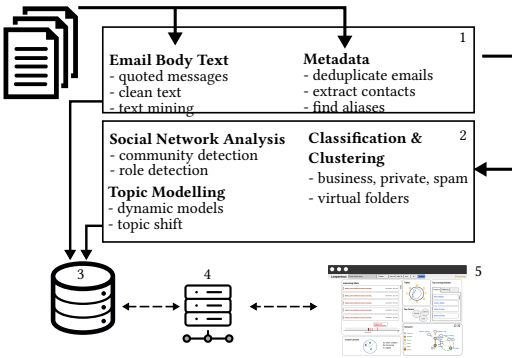 1
Email Body Text
- quoted messages
- clean text
- text mining
Metadata
- deduplicate emails
- extract contacts
- find aliases
2
Social Network Analysis
- community detection
- role detection
Topic Modelling
- dynamic models
- topic shift
Classification &
Clustering
- business, private, spam
- virtual folders
3
4
5